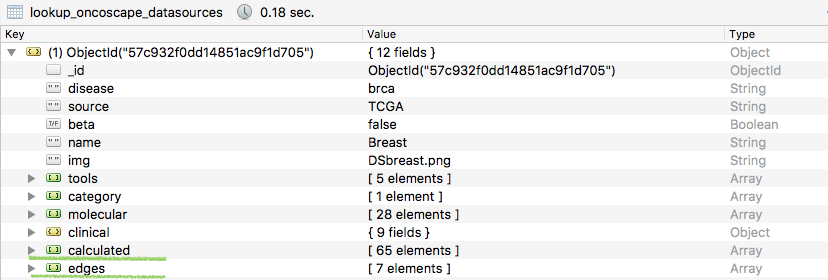 lookup_oncoscape_datasources 0.18 sec.
Key Value Type
(1) ObjectId("57c932f0dd14851ac9f1d705") { 12 fields } Object
_id ObjectId("57c932f0dd14851ac9f1d705") ObjectId
" " disease brca String
" " source TCGA String
T/F beta false Boolean
" " name Breast String
" " img DSbreast.png String
tools [ 5 elements ] Array
category [ 1 element ] Array
molecular [ 28 elements ] Array
clinical { 9 fields } Object
calculated [ 65 elements ] Array
edges [ 7 elements ] Array